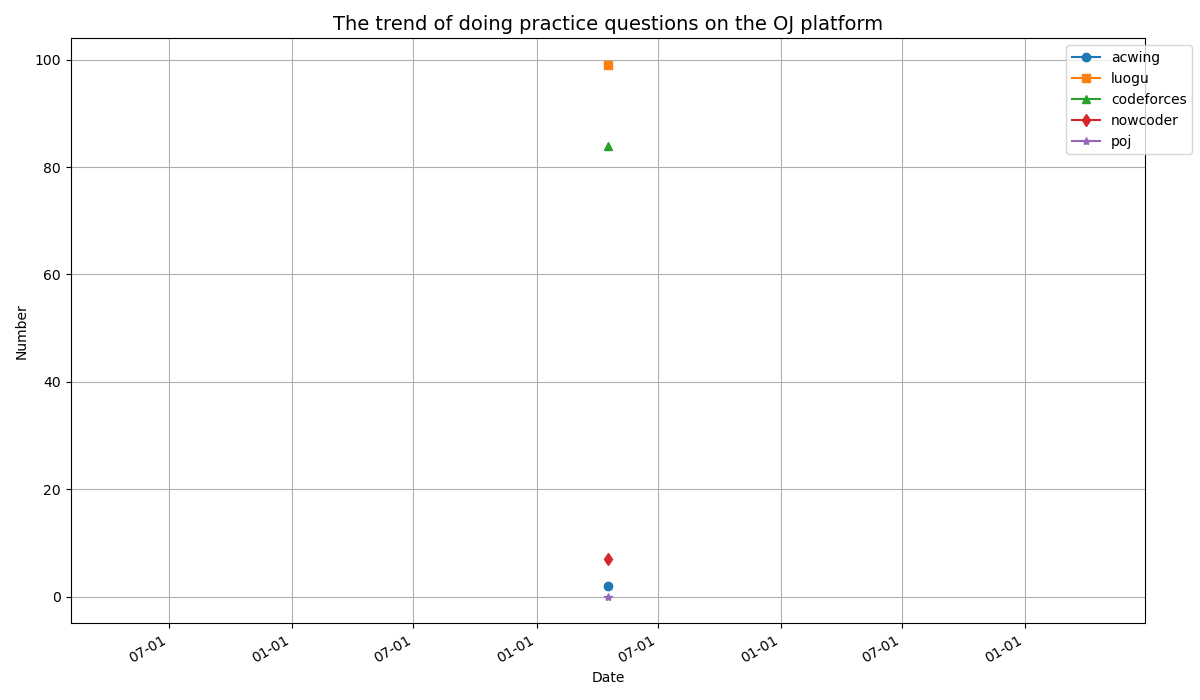 The trend of doing practice questions on the OJ platform
acwing
luogu
codeforces
nowcoder
poj
100
80
60
40
20
0
Number
07-01
01-01
07-01
01-01
07-01
01-01
07-01
01-01
Date